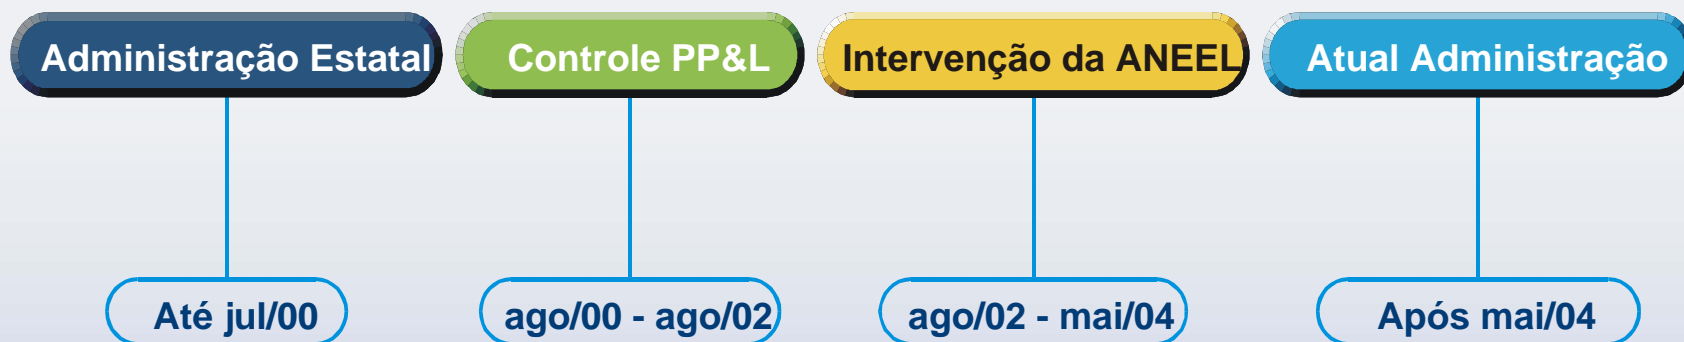 Administração Estatal
Controle PP&L
Intervenção da ANEEL
Atual Administração
Até jul/00
ago/00 - ago/02
ago/02 - mai/04
Após mai/04